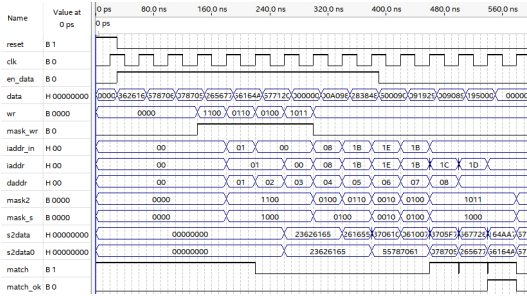 Name Value at 0 ps 0 ps 80.0 ns 160.0 ns 240.0 ns 320.0 ns 400.0 ns 480.0 ns 560.0 ns
0 ps
reset B 1
clk B 0
en_data B 0
data H 00000000
wr B 0000 0000 1100 0110 0100 1011
mask_wr B 0
iaddr_in H 00 00 01 00 08 1B 1E 1B
iaddr H 00 00 01 00 08 1B 1E 1B 1C 1D
daddr H 00 00 01 02 03 04 05 06 07 08
mask2 B 0000 0000 1100 0100 0110 0010 0100 1011
mask_s B 0000 0000 1000 0100 0010 0100 1000
s2data H 00000000 00000000 23626165
s2data0 H 00000000 00000000 23626165 55787061
match B 1
match_ok B 0